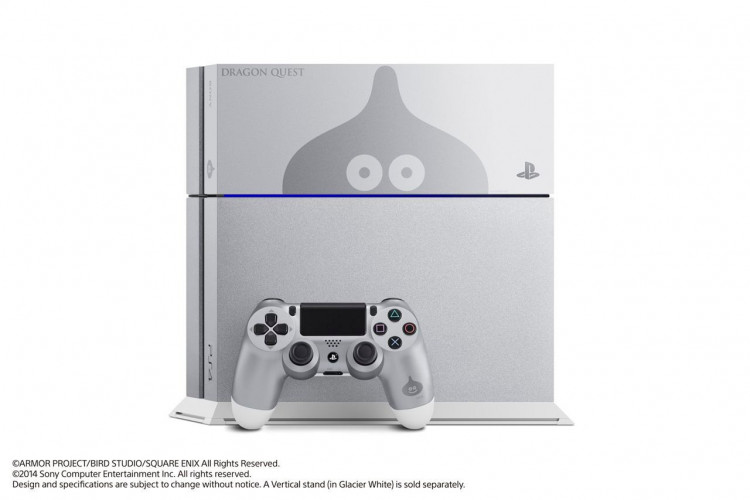 DRAGON QUEST
PS4
©ARMOR PROJECT/BIRD STUDIO/SQUARE ENIX All Rights Reserved.
©2014 Sony Computer Entertainment Inc. All rights reserved.
Design and specifications are subject to change without notice. A Vertical stand (in Glacier White) is sold separately.